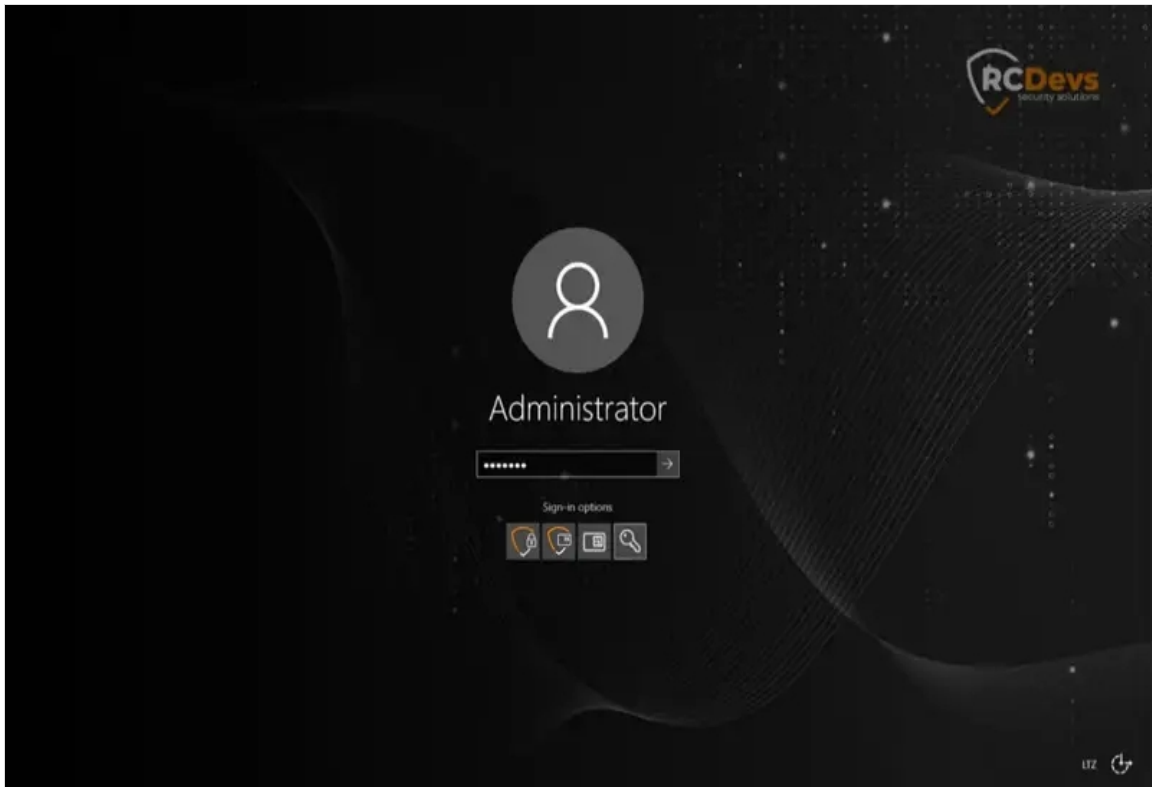 RCDevs
security solutions
Administrator
•••••••
Sign-in options
LTZ